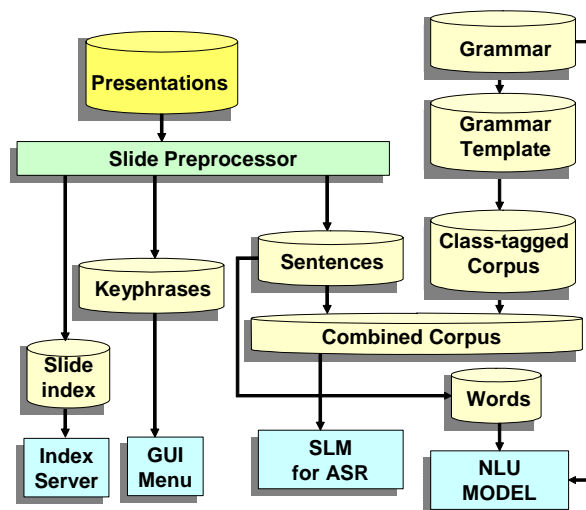 Presentations
Grammar
Slide Preprocessor
Grammar
Template
Sentences
Class-tagged
Corpus
Keyphrases
Combined Corpus
Slide
index
Words
Index
Server
GUI
Menu
SLM
for ASR
NLU
MODEL